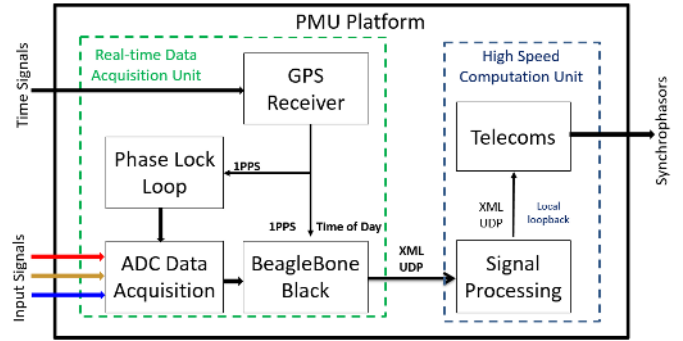 PMU Platform
Real-time Data
Acquisition Unit
High Speed
Computation Unit
Time Signals
GPS
Receiver
Telecoms
Synchrophasors
Phase Lock
Loop
1PPS
XML
UDP
Local
loopback
1PPS
Time of Day
Input Signals
ADC Data
Acquisition
BeagleBone
Black
XML
UDP
Signal
Processing